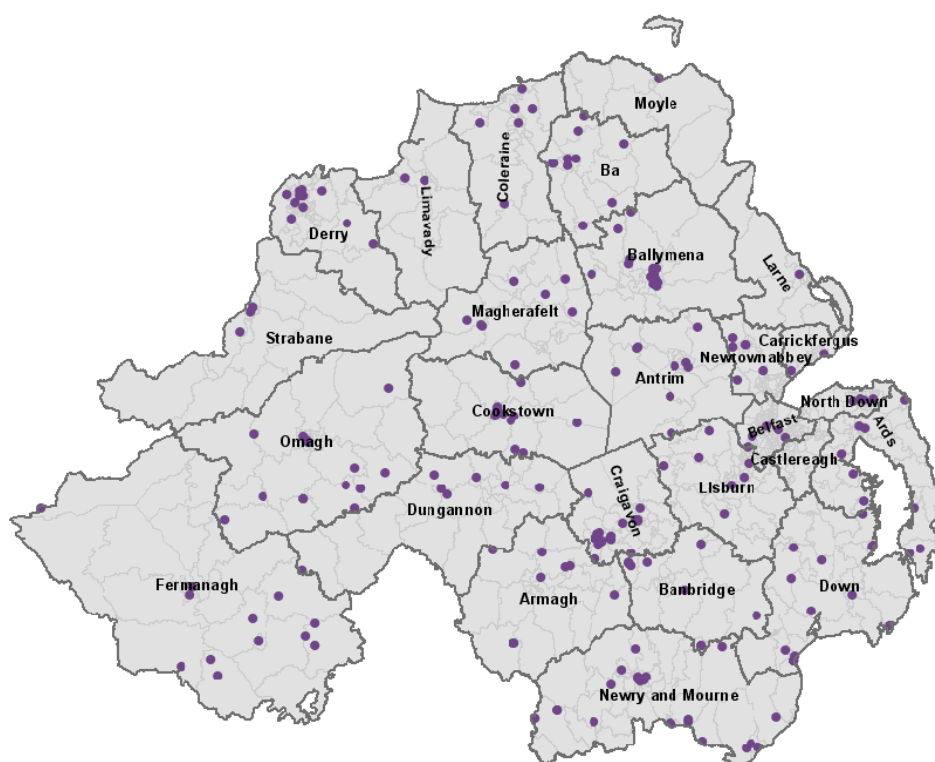 Moyle
Coleraine
Ba
Limavady
Derry
Ballymena
Larne
Magherafelt
Strabane
Carrickfergus
Newtownabbey
Antrim
North Down
Cookstown
Ards
Belfast
Omagh
Castlereagh
Craigavon
Lisburn
Dungannon
Fermanagh
Armagh
Banbridge
Down
Newry and Mourne